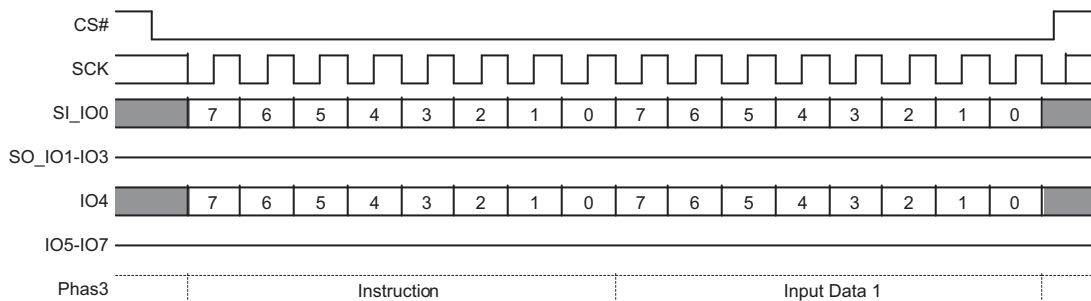 CS#
SCK
SI_IO0 7 6 5 4 3 2 1 0 7 6 5 4 3 2 1 0
SO_IO1-IO3
IO4 7 6 5 4 3 2 1 0 7 6 5 4 3 2 1 0
IO5-IO7
Phas3 Instruction Input Data 1